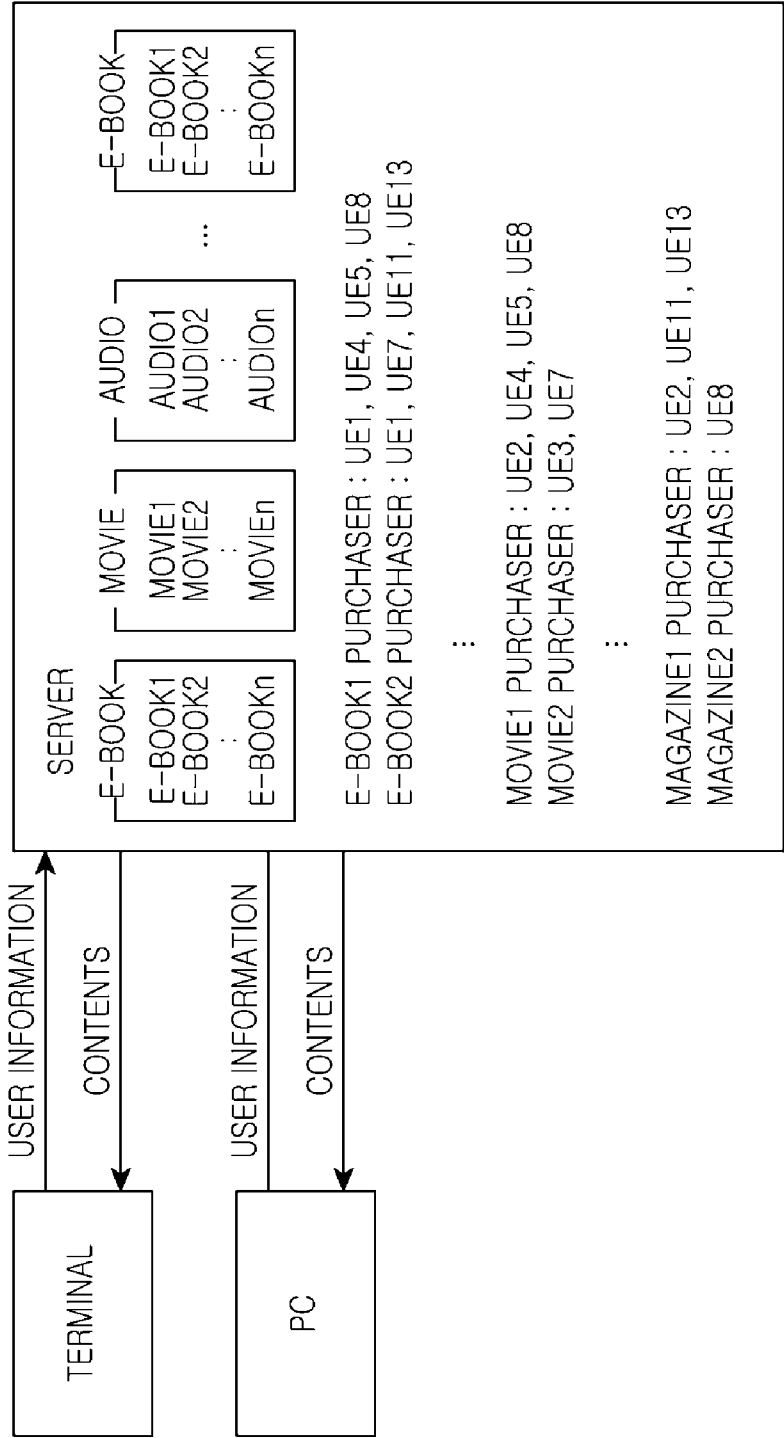 TERMINAL
PC
USER INFORMATION
CONTENTS
USER INFORMATION
CONTENTS
SERVER
E-BOOK
E-BOOK1
E-BOOK2
:
E-BOOKn
MOVIE
MOVIE1
MOVIE2
:
MOVIEn
AUDIO
AUDIO1
AUDIO2
:
AUDIOn
...
E-BOOK
E-BOOK1
E-BOOK2
:
E-BOOKn
E-BOOK1 PURCHASER : UE1, UE4, UE5, UE8
E-BOOK2 PURCHASER : UE1, UE7, UE11, UE13
⋮
MOVIE1 PURCHASER : UE2, UE4, UE5, UE8
MOVIE2 PURCHASER : UE3, UE7
⋮
MAGAZINE1 PURCHASER : UE2, UE11, UE13
MAGAZINE2 PURCHASER : UE8